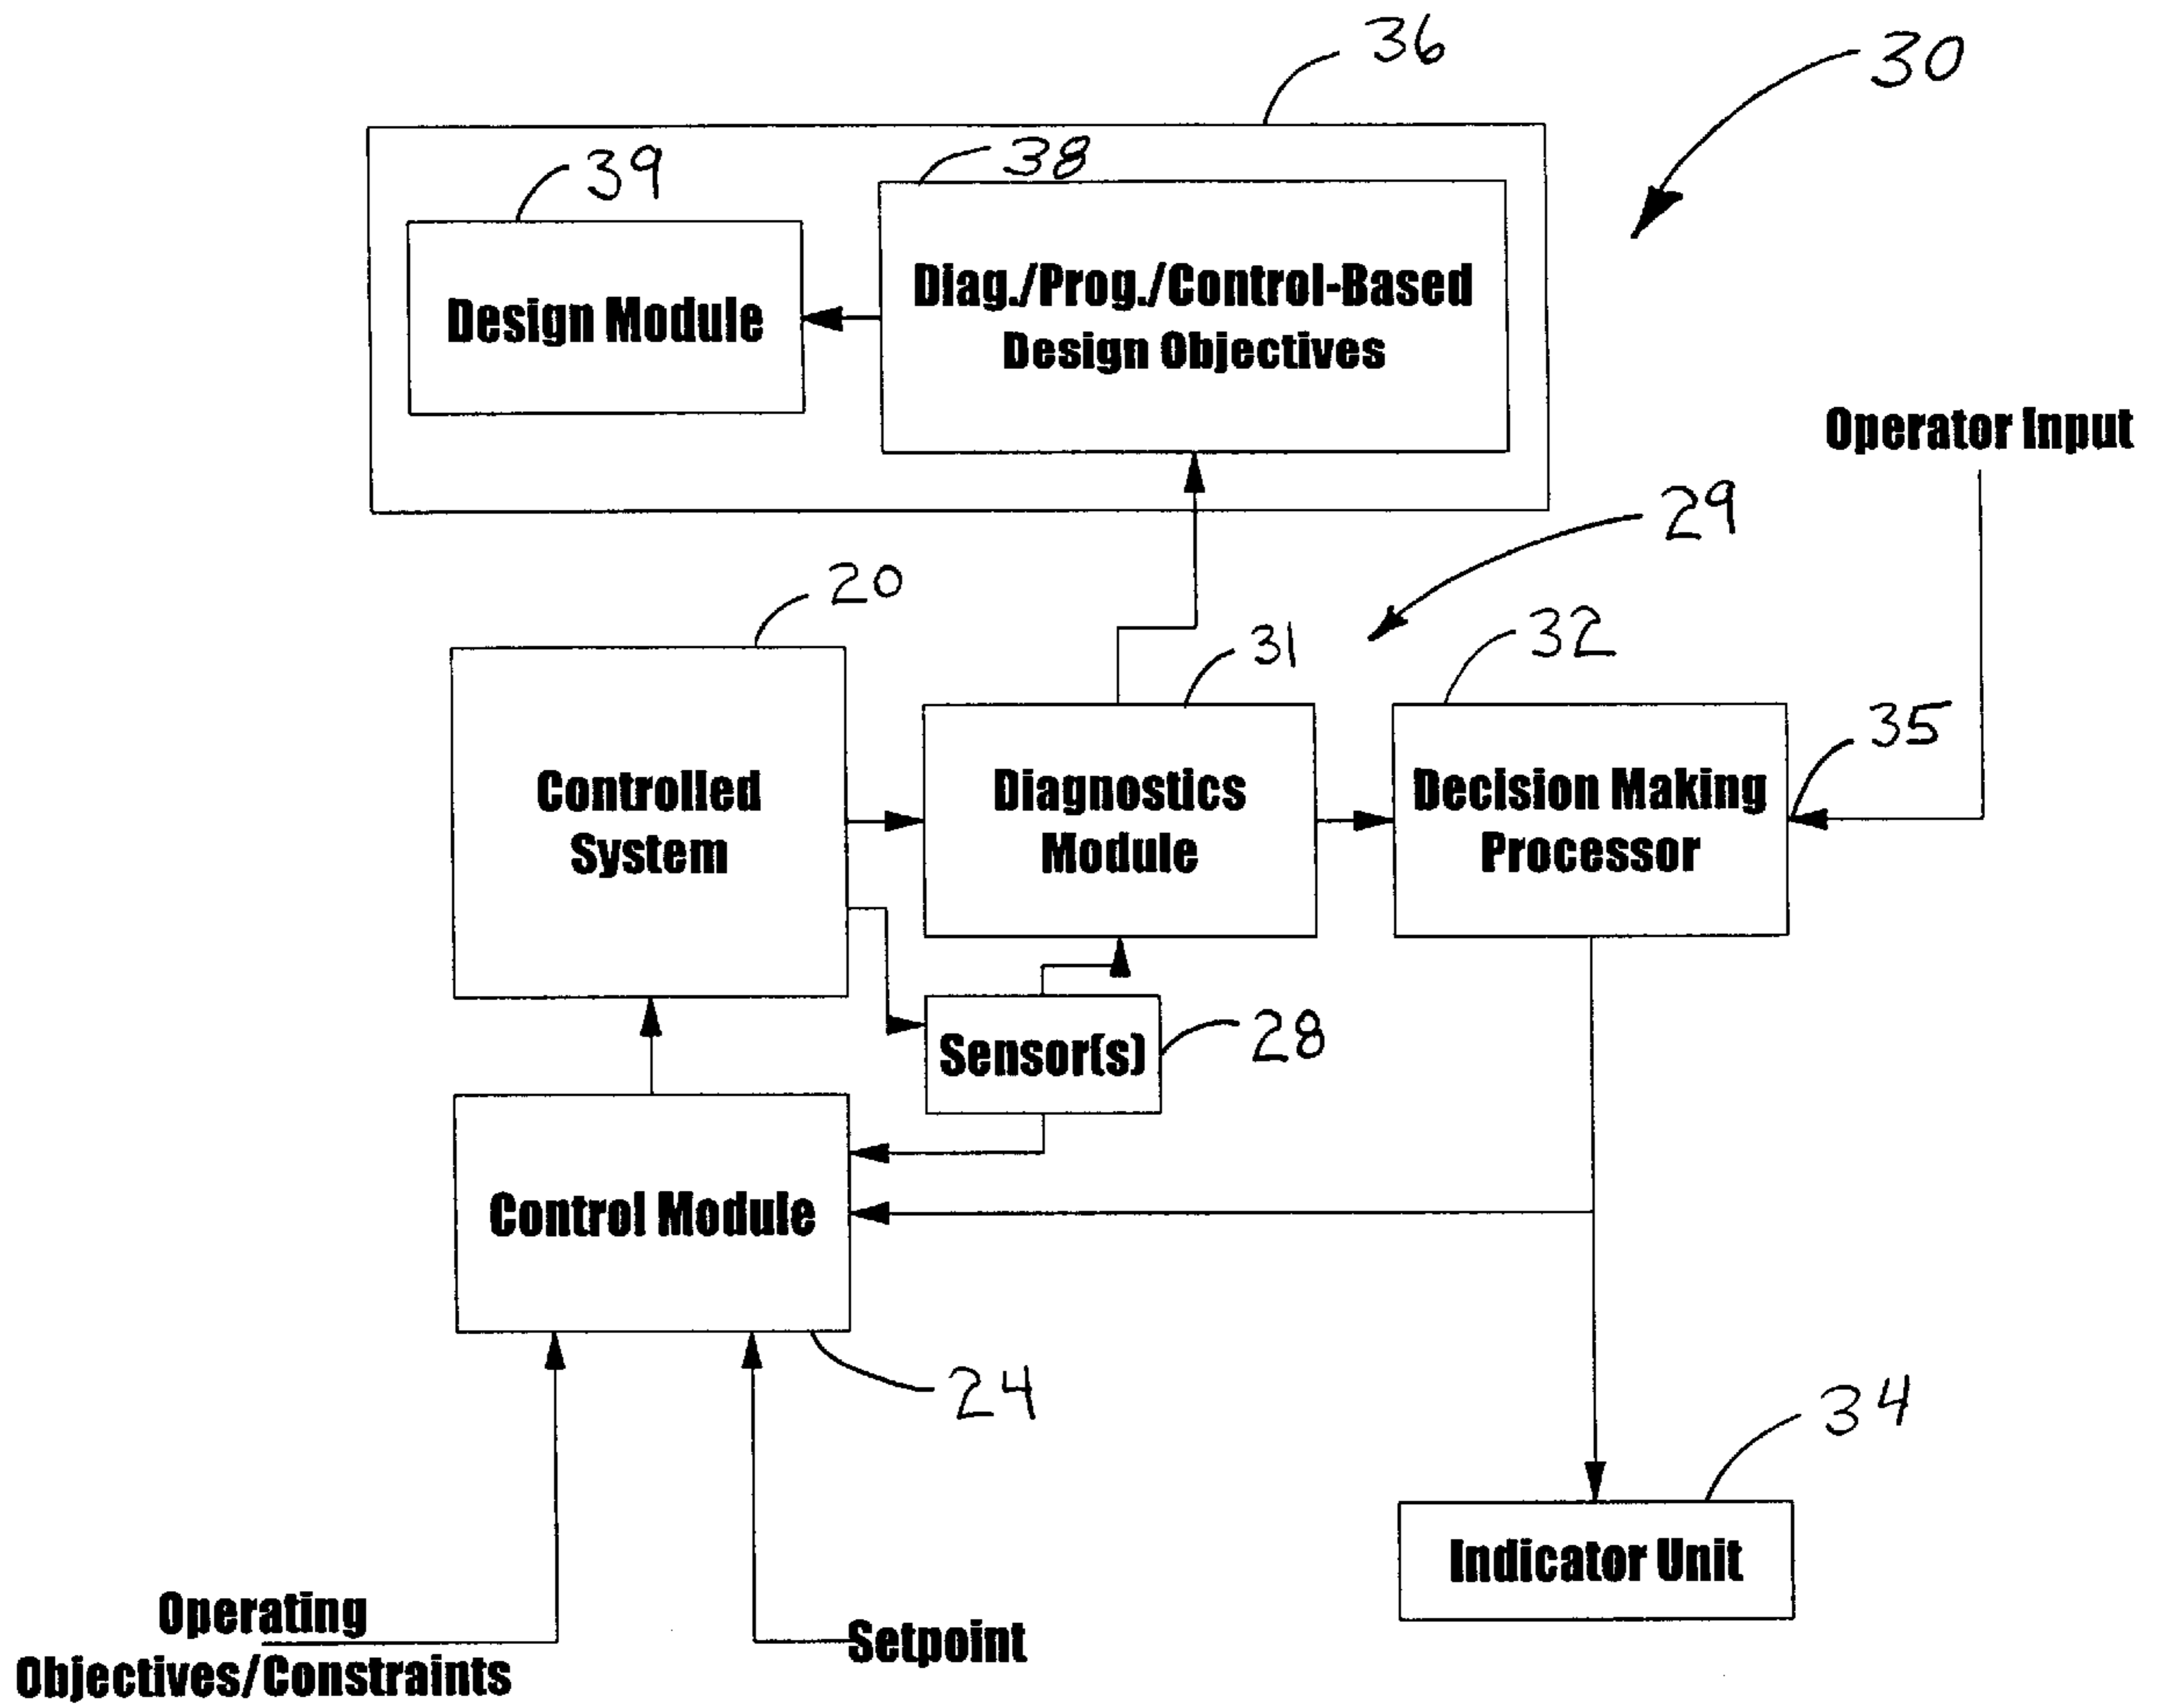 36
30
39
38
Design Module
Diag./Prog./Control-Based
Design Objectives
Operator Input
29
20
31
32
35
Controlled
System
Diagnostics
Module
Decision Making
Processor
Sensor(s)
28
Control Module
24
34
Indicator Unit
Operating
Objectives/Constraints
Setpoint